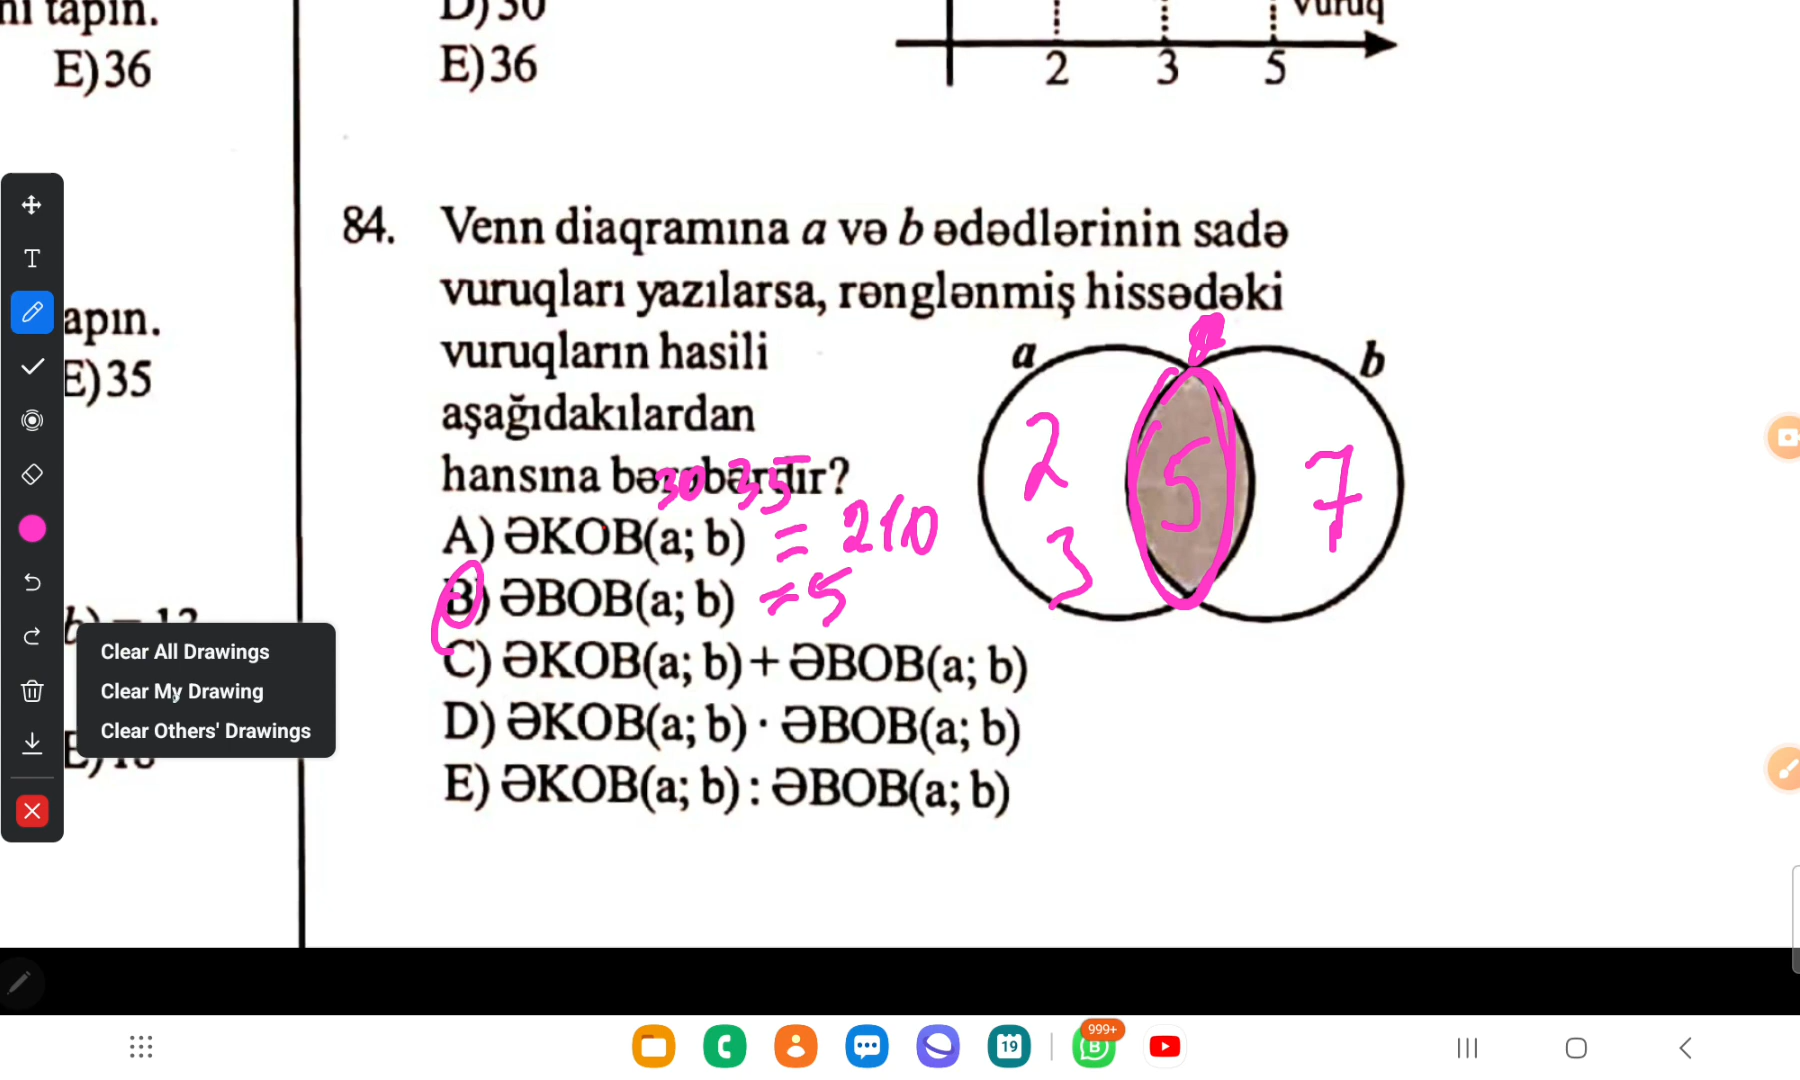 nı tapın.
E)36
D)30
E)36
vuruq
2 3 5
apın.
E)35
84. Venn diaqramına a və b ədədlərinin sadə
vuruqları yazılarsa, rənglənmiş hissədəki
vuruqların hasili
aşağıdakılardan
hansına bərabərdir?
30 35
A) ƏKOB(a; b) = 210
B) ƏBOB(a; b) = 5
C) ƏKOB(a; b) + ƏBOB(a; b)
D) ƏKOB(a; b) · ƏBOB(a; b)
E) ƏKOB(a; b) : ƏBOB(a; b)
a b
2 5 7
3
T
Clear All Drawings
Clear My Drawing
Clear Others' Drawings
19
B
999+